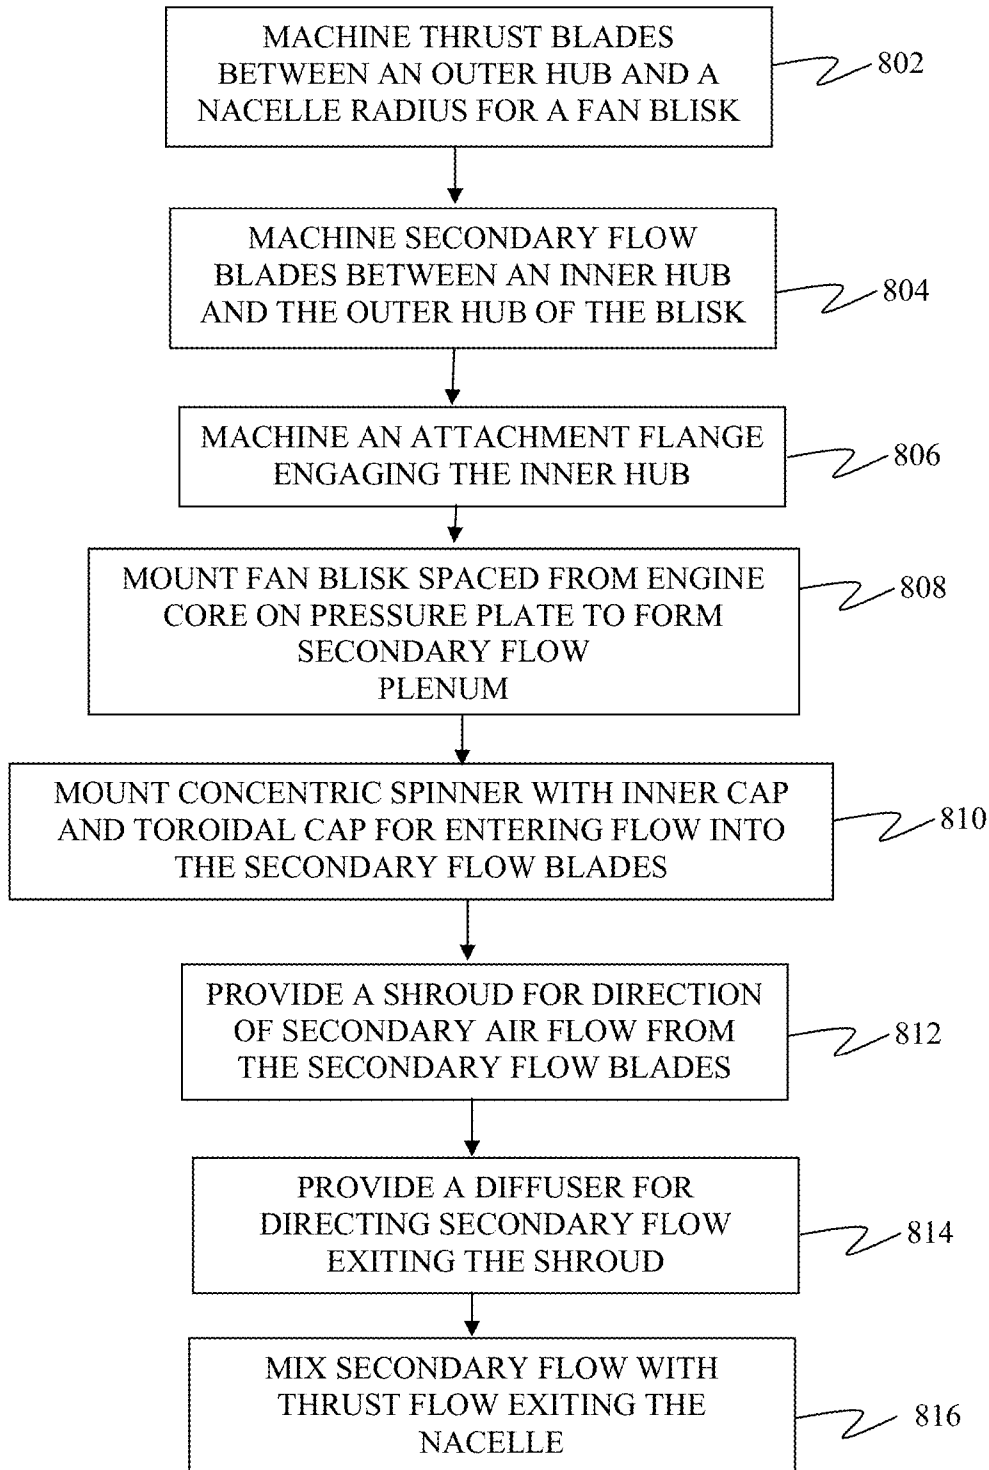 MACHINE THRUST BLADES
BETWEEN AN OUTER HUB AND A
NACELLE RADIUS FOR A FAN BLISK
802
MACHINE SECONDARY FLOW
BLADES BETWEEN AN INNER HUB
AND THE OUTER HUB OF THE BLISK
804
MACHINE AN ATTACHMENT FLANGE
ENGAGING THE INNER HUB
806
MOUNT FAN BLISK SPACED FROM ENGINE
CORE ON PRESSURE PLATE TO FORM
SECONDARY FLOW
PLENUM
808
MOUNT CONCENTRIC SPINNER WITH INNER CAP
AND TOROIDAL CAP FOR ENTERING FLOW INTO
THE SECONDARY FLOW BLADES
810
PROVIDE A SHROUD FOR DIRECTION
OF SECONDARY AIR FLOW FROM
THE SECONDARY FLOW BLADES
812
PROVIDE A DIFFUSER FOR
DIRECTING SECONDARY FLOW
EXITING THE SHROUD
814
MIX SECONDARY FLOW WITH
THRUST FLOW EXITING THE
NACELLE
816